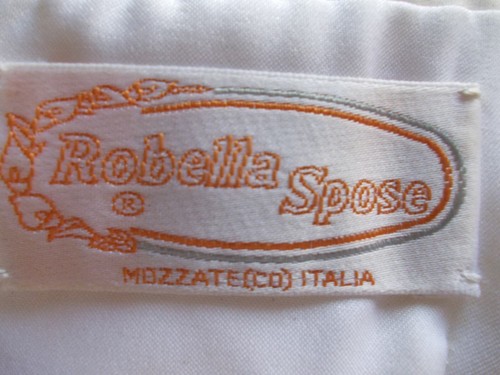 Robella
Spose
®
MOZZATE(CO) ITALIA